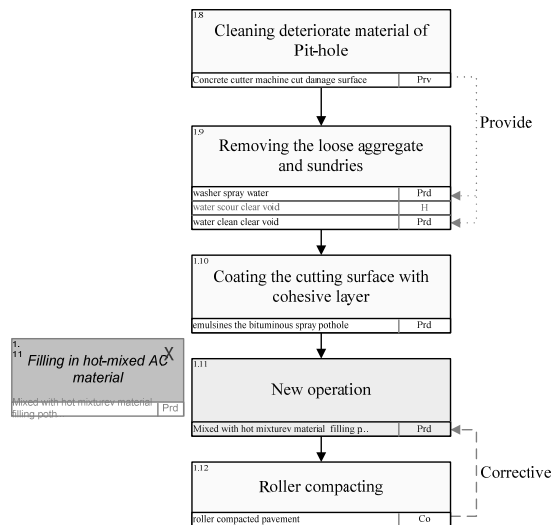 1.8
Cleaning deteriorate material of
Pit-hole
Concrete cutter machine cut damage surface Prv
Provide
1.9
Removing the loose aggregate
and sundries
washer spray water Prd
water scour clear void H
water clean clear void Prd
1.10
Coating the cutting surface with
cohesive layer
emulsines the bituminous spray pothole Prd
1.
11 Filling in hot-mixed AC X
material
Mixed with hot mixturev material
filling poth... Prd
1.11
New operation
Mixed with hot mixturev material filling p.. Prd
Corrective
1.12
Roller compacting
roller compacted pavement Co